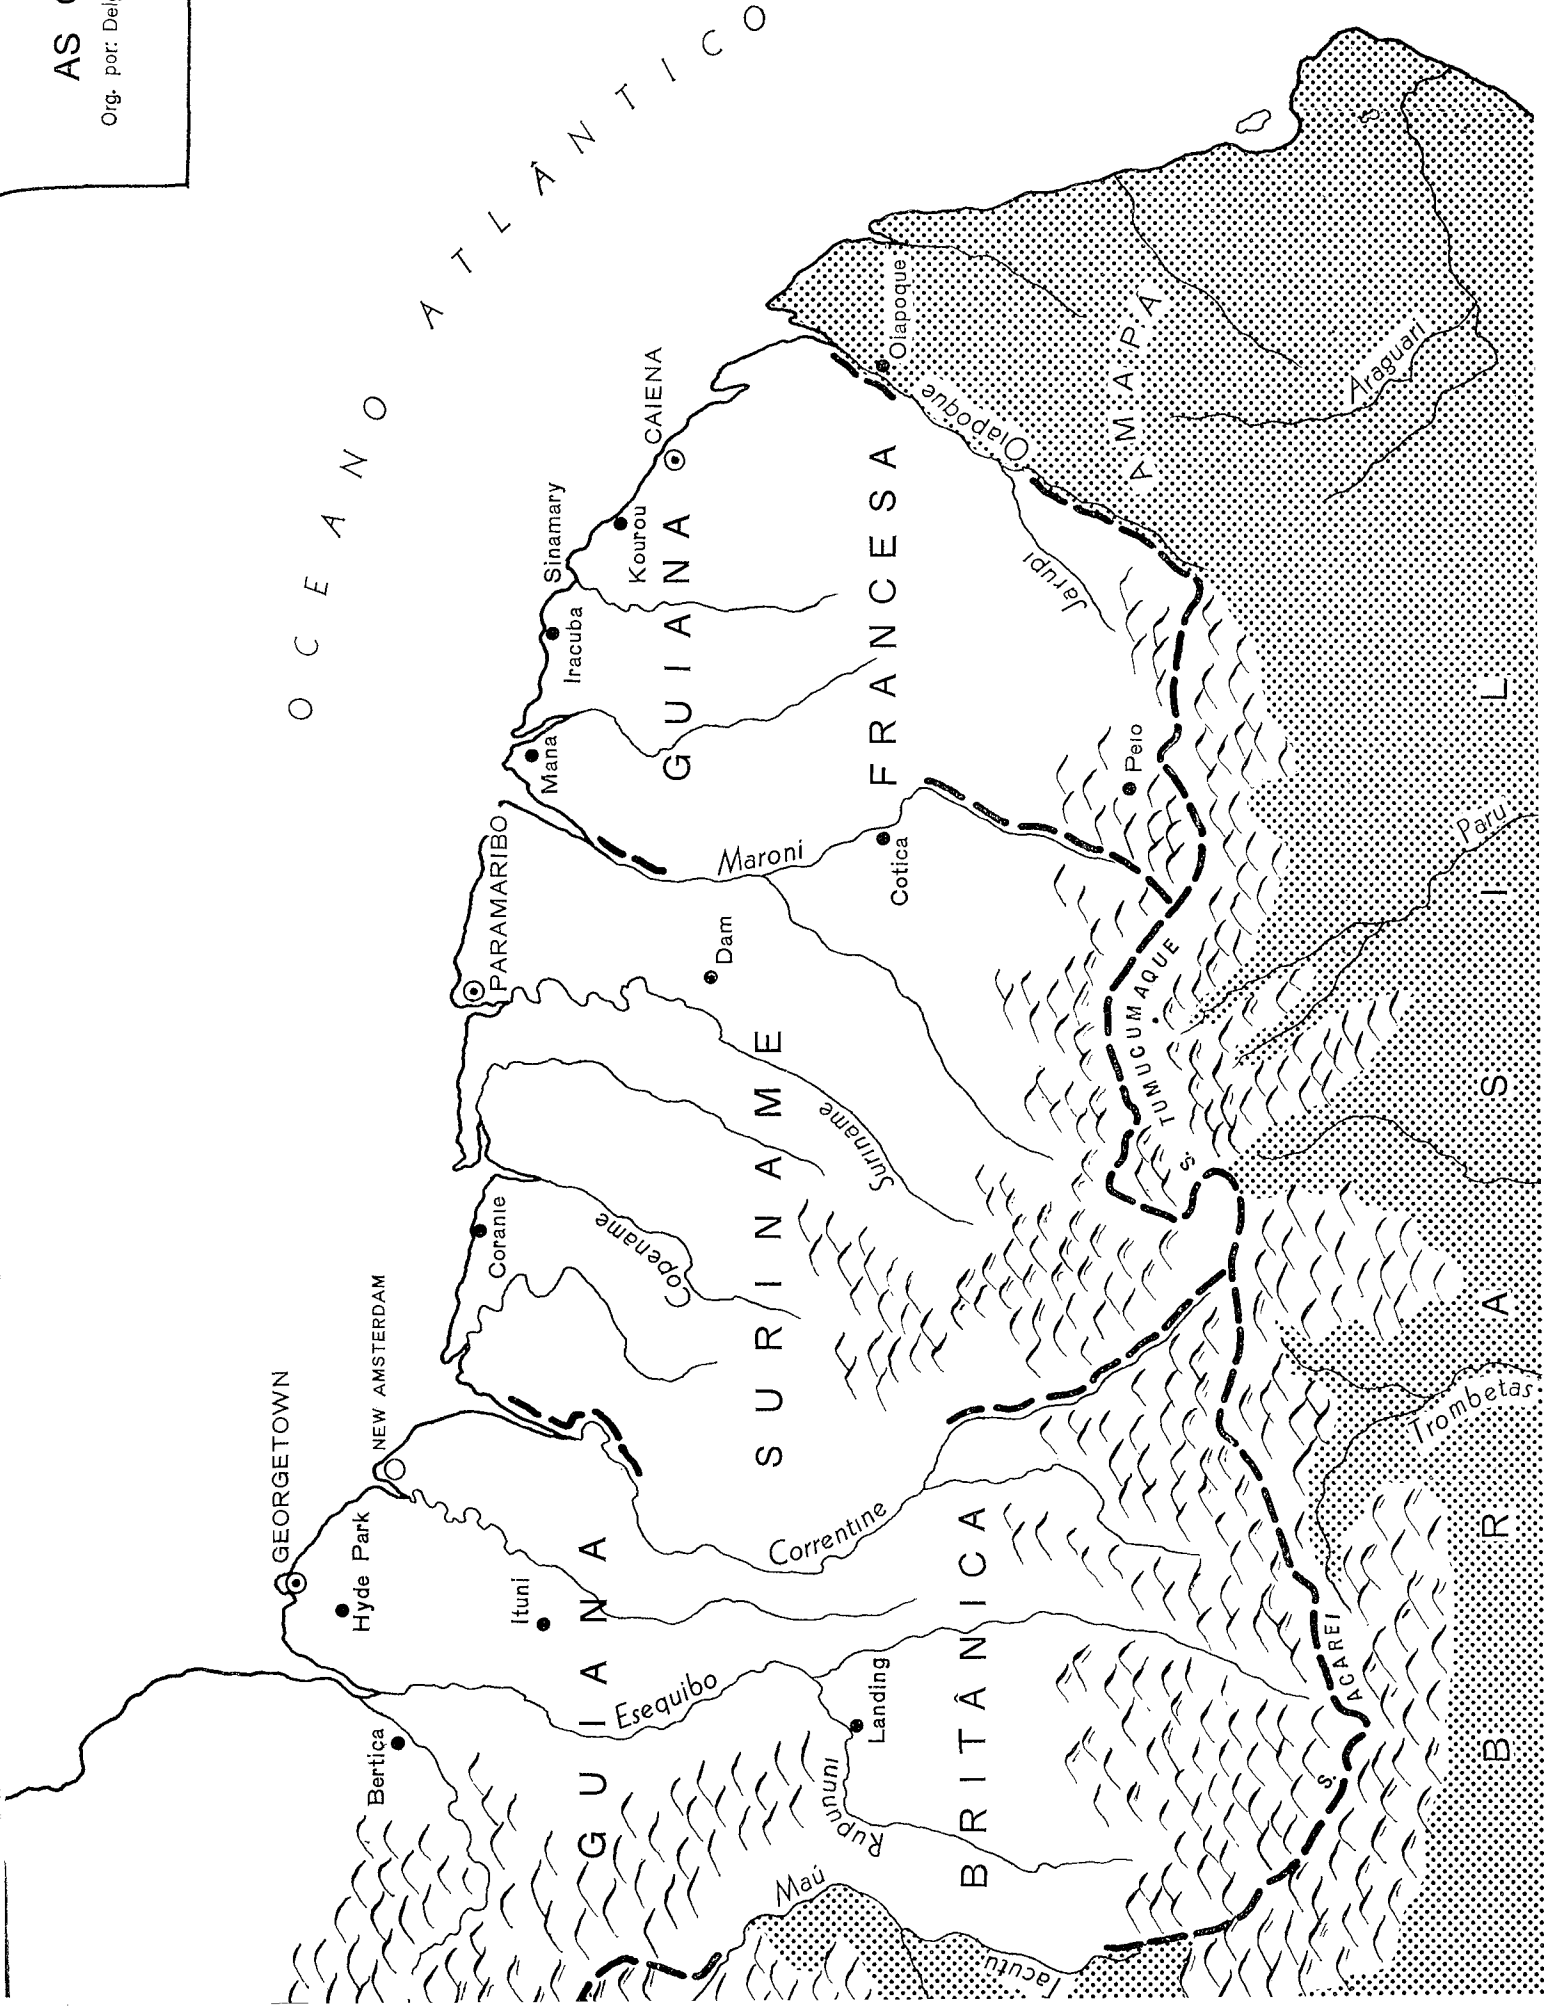 AS
Org. por:
OCEANO ATLÂNTICO
GEORGETOWN
NEW AMSTERDAM
Hyde Park
Ituni
Bertiça
GUIANA
BRITÂNICA
Esequibo
Landing
Rupununi
Maú
Tacutu
Correntine
Coranie
Copename
PARAMARIBO
SURINAME
Suriname
Dam
Maroni
Cotica
Mana
Iracuba
Sinamary
Kourou
CAIENA
GUIANA
FRANCESA
Oiapoque
Oiapoque
Jarupi
Peio
AMAPÁ
Araguari
S. TUMUCUMAQUE
S. ACAREI
Paru
Trombetas
BRASIL